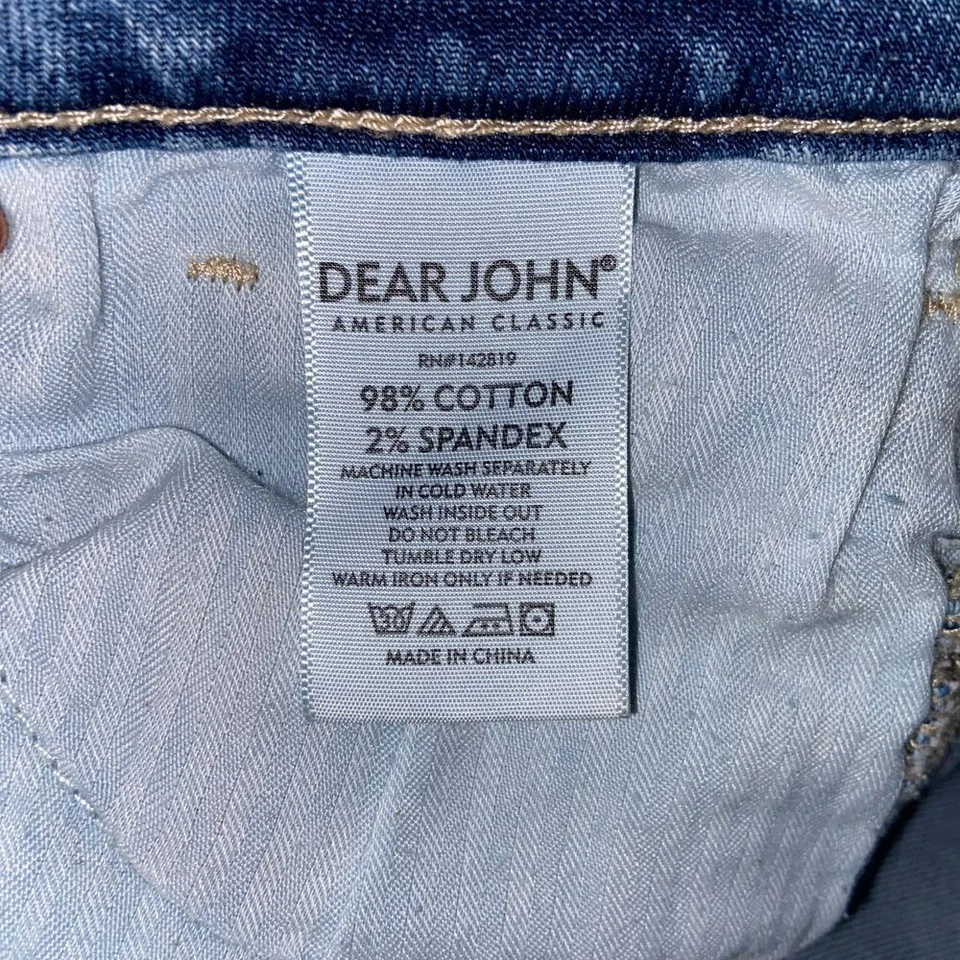 DEAR JOHN®
AMERICAN CLASSIC
RN#142819
98% COTTON
2% SPANDEX
MACHINE WASH SEPARATELY
IN COLD WATER
WASH INSIDE OUT
DO NOT BLEACH
TUMBLE DRY LOW
WARM IRON ONLY IF NEEDED
30
MADE IN CHINA